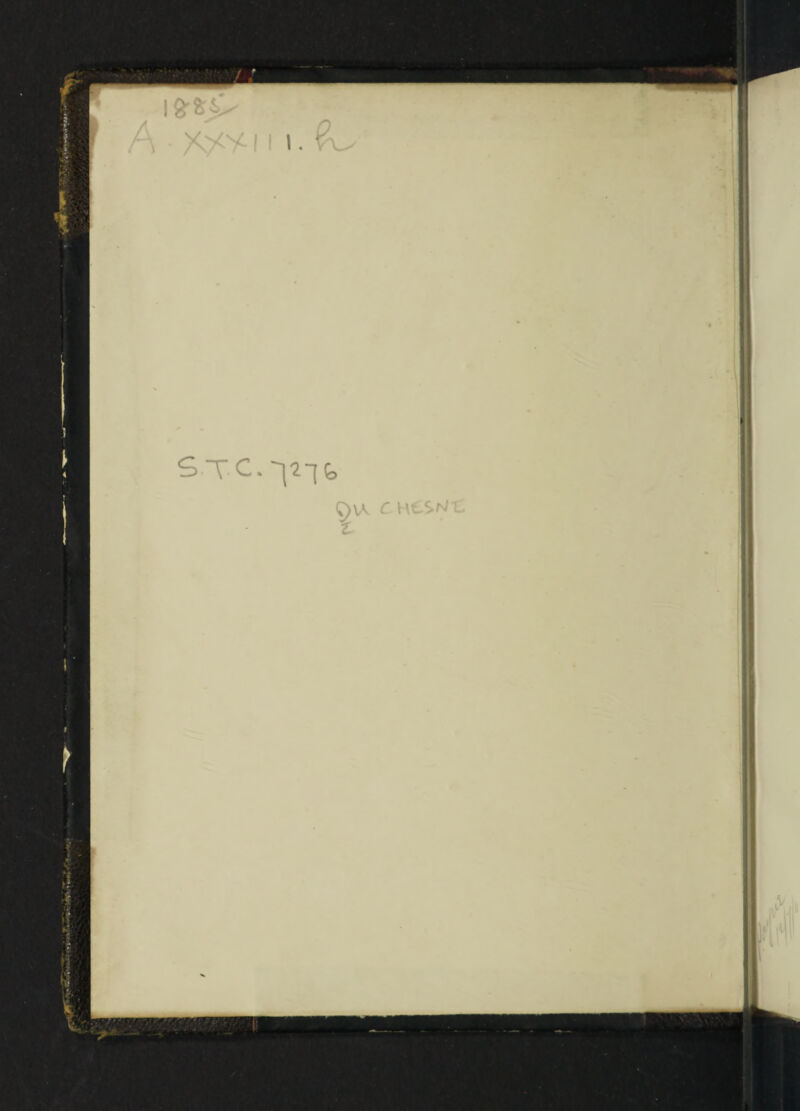 1885
A. XXXIII. h
S.T.C. 7276
DU CHESNE